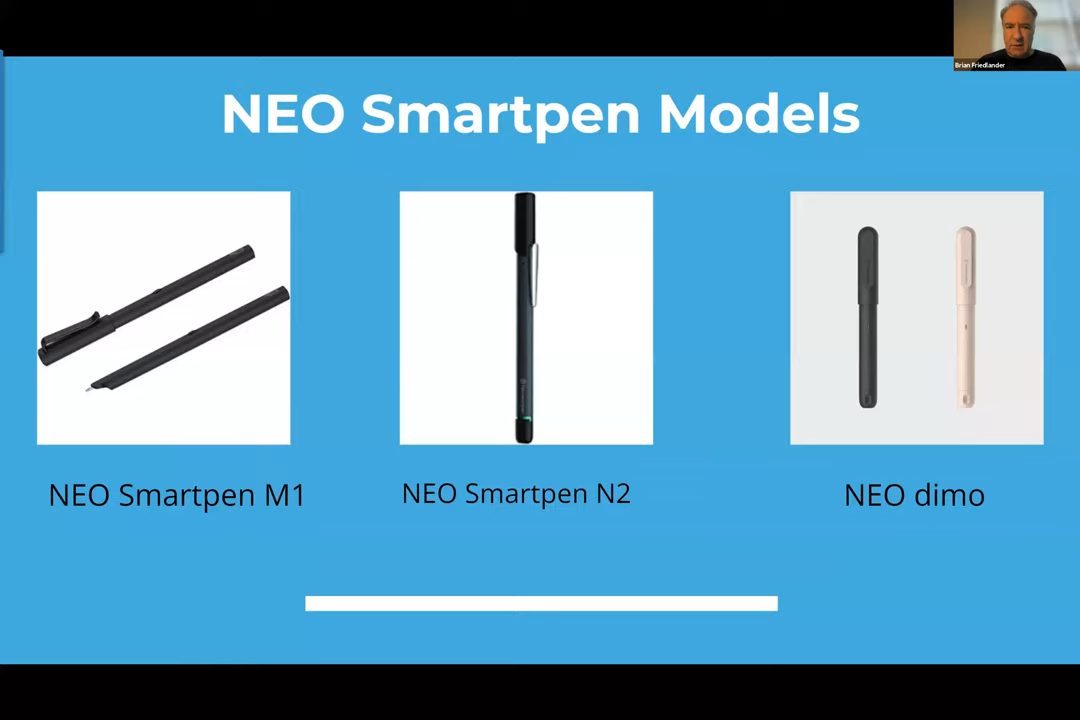 Brian Friedlander
NEO Smartpen Models
NEO Smartpen M1
NEO Smartpen N2
NEO dimo